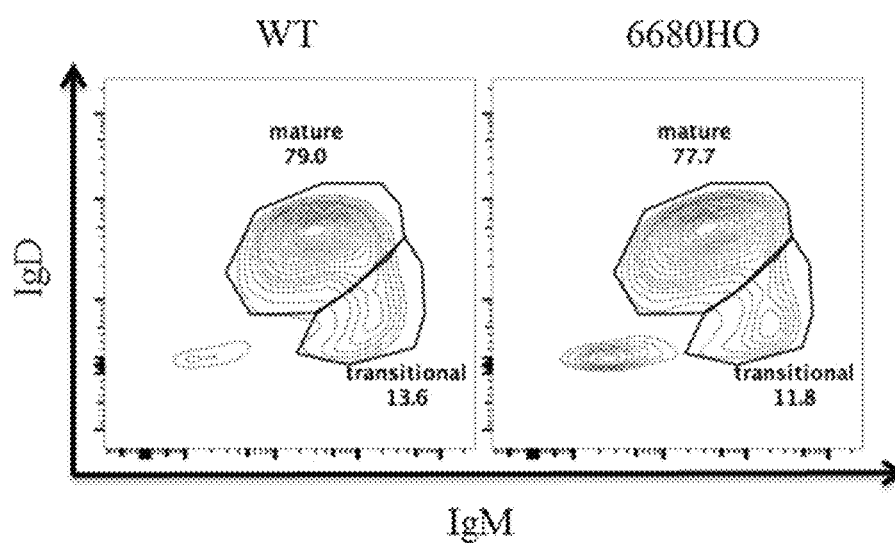 WT
6680HO
mature
79.0
mature
77.7
IgD
transitional
13.6
transitional
11.8
IgM